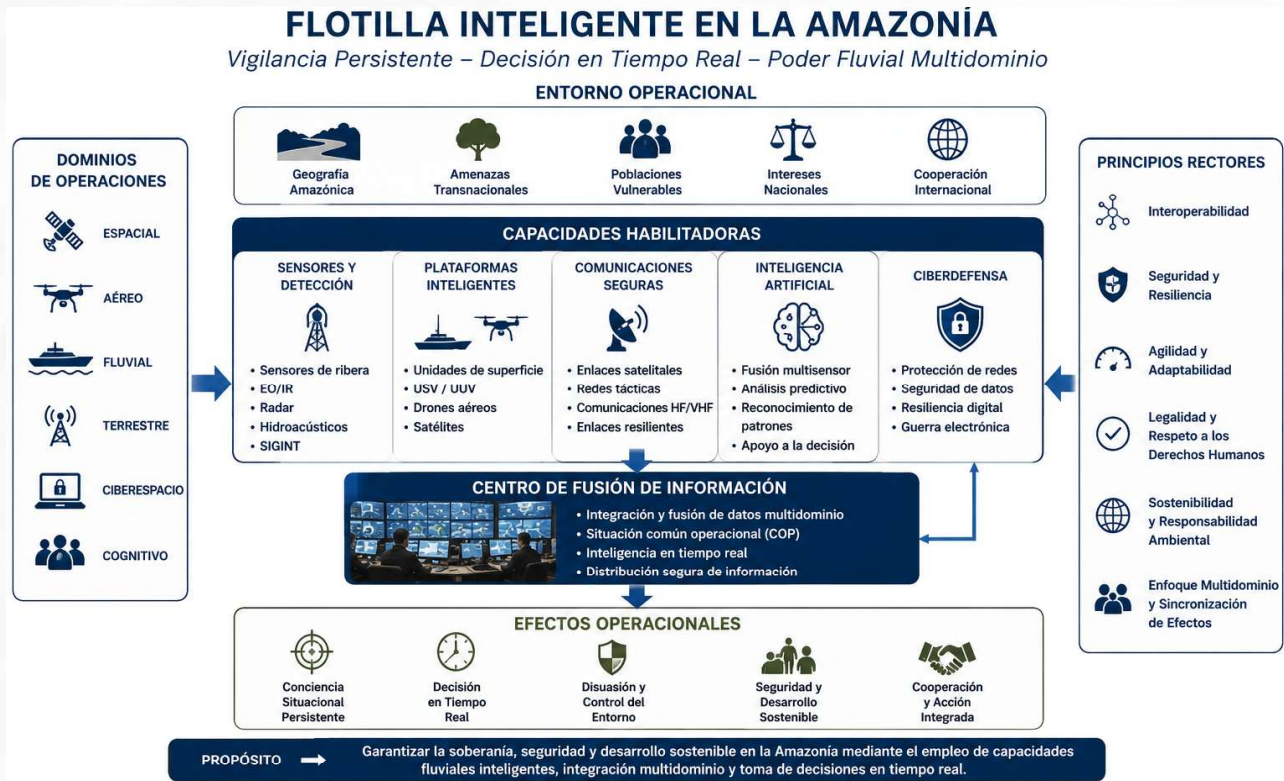 FLOTILLA INTELIGENTE EN LA AMAZONÍA
Vigilancia Persistente – Decisión en Tiempo Real – Poder Fluvial Multidominio
ENTORNO OPERACIONAL
Geografía
Amazónica
Amenazas
Transnacionales
Poblaciones
Vulnerables
Intereses
Nacionales
Cooperación
Internacional
DOMINIOS
DE OPERACIONES
ESPACIAL
AÉREO
FLUVIAL
TERRESTRE
CIBERESPACIO
COGNITIVO
CAPACIDADES HABILITADORAS
SENSORES Y
DETECCIÓN
• Sensores de ribera
• EO/IR
• Radar
• Hidroacústicos
• SIGINT
PLATAFORMAS
INTELIGENTES
• Unidades de superficie
• USV / UUV
• Drones aéreos
• Satélites
COMUNICACIONES
SEGURAS
• Enlaces satelitales
• Redes tácticas
• Comunicaciones HF/VHF
• Enlaces resilientes
INTELIGENCIA
ARTIFICIAL
• Fusión multisensor
• Análisis predictivo
• Reconocimiento de
patrones
• Apoyo a la decisión
CIBERDEFENSA
• Protección de redes
• Seguridad de datos
• Resiliencia digital
• Guerra electrónica
PRINCIPIOS RECTORES
Interoperabilidad
Seguridad y
Resiliencia
Agilidad y
Adaptabilidad
Legalidad y
Respeto a los
Derechos Humanos
Sostenibilidad
y Responsabilidad
Ambiental
Enfoque Multidominio
y Sincronización
de Efectos
CENTRO DE FUSIÓN DE INFORMACIÓN
• Integración y fusión de datos multidominio
• Situación común operacional (COP)
• Inteligencia en tiempo real
• Distribución segura de información
EFECTOS OPERACIONALES
Conciencia
Situacional
Persistente
Decisión
en Tiempo
Real
Disuasión y
Control del
Entorno
Seguridad y
Desarrollo
Sostenible
Cooperación
y Acción
Integrada
PROPÓSITO
Garantizar la soberanía, seguridad y desarrollo sostenible en la Amazonía mediante el empleo de capacidades
fluviales inteligentes, integración multidominio y toma de decisiones en tiempo real.